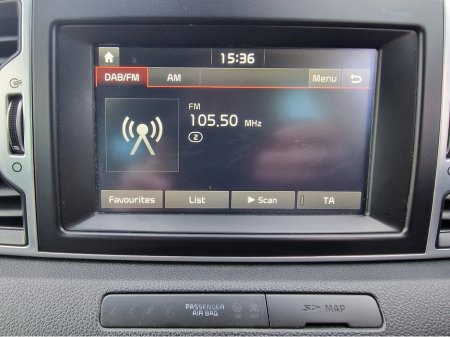 15:36
DAB/FM AM Menu
FM
105.50 MHz
2
Favourites List Scan TA
PASSENGER
AIR BAG
SD MAP